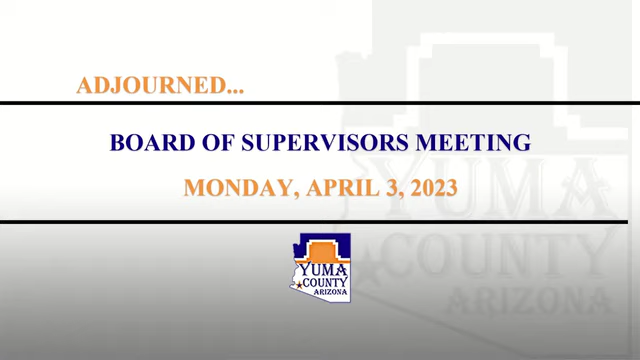 ADJOURNED...
BOARD OF SUPERVISORS MEETING
MONDAY, APRIL 3, 2023
YUMA
COUNTY
ARIZONA
YUMA
COUNTY
ARIZONA